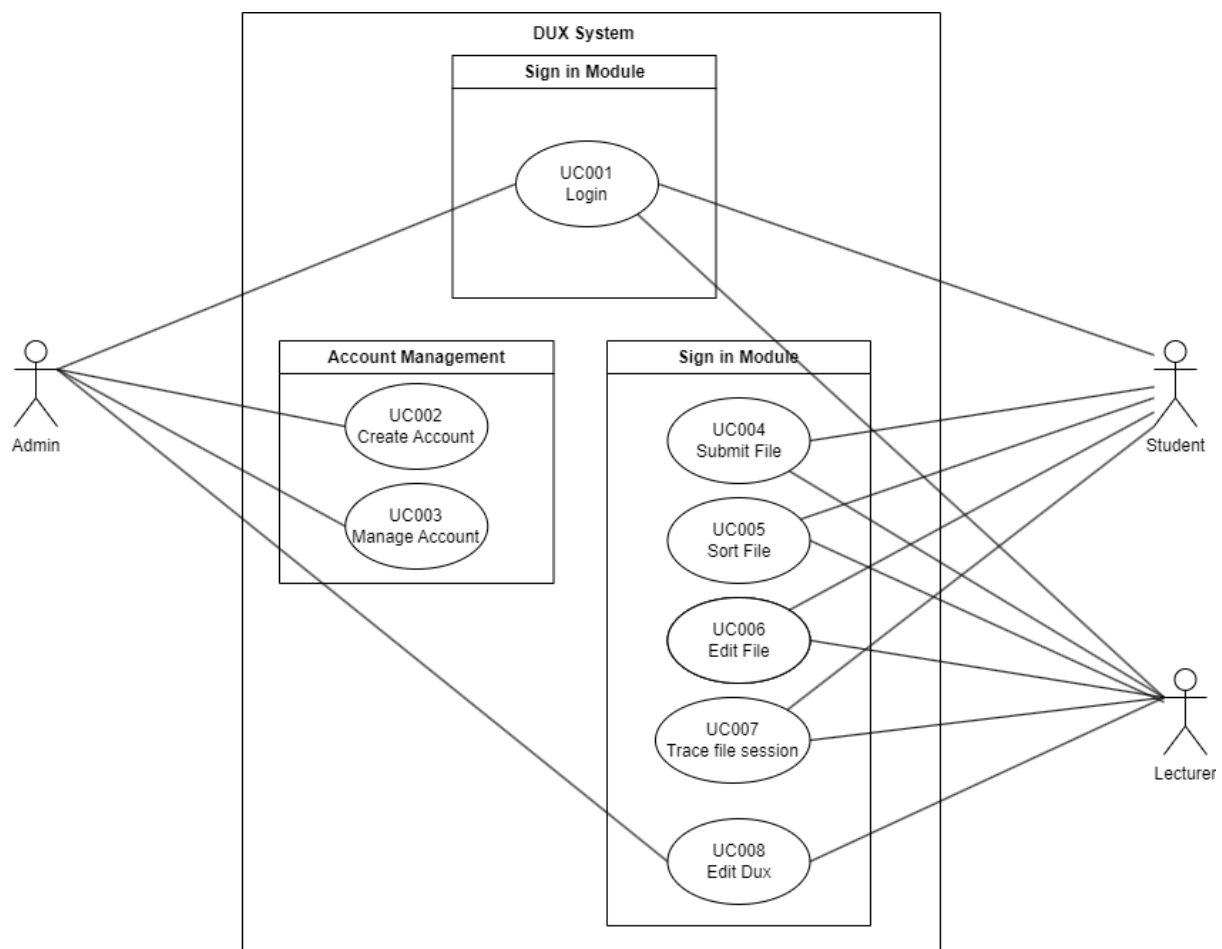 DUX System
Sign in Module
UC001
Login
Account Management
Sign in Module
UC002
Create Account
UC003
Manage Account
UC004
Submit File
UC005
Sort File
UC006
Edit File
UC007
Trace file session
UC008
Edit Dux
Admin
Student
Lecturer